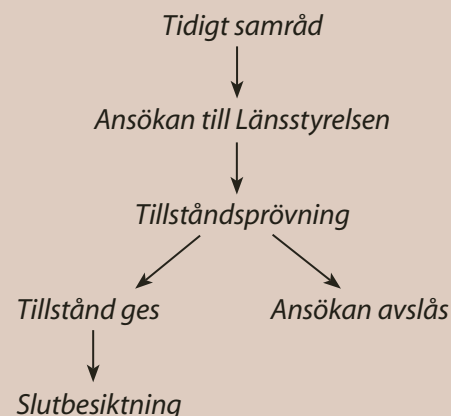 Tidigt samråd
Ansökan till Länsstyrelsen
Tillståndsprövning
Tillstånd ges
Ansökan avslås
Slutbesiktning